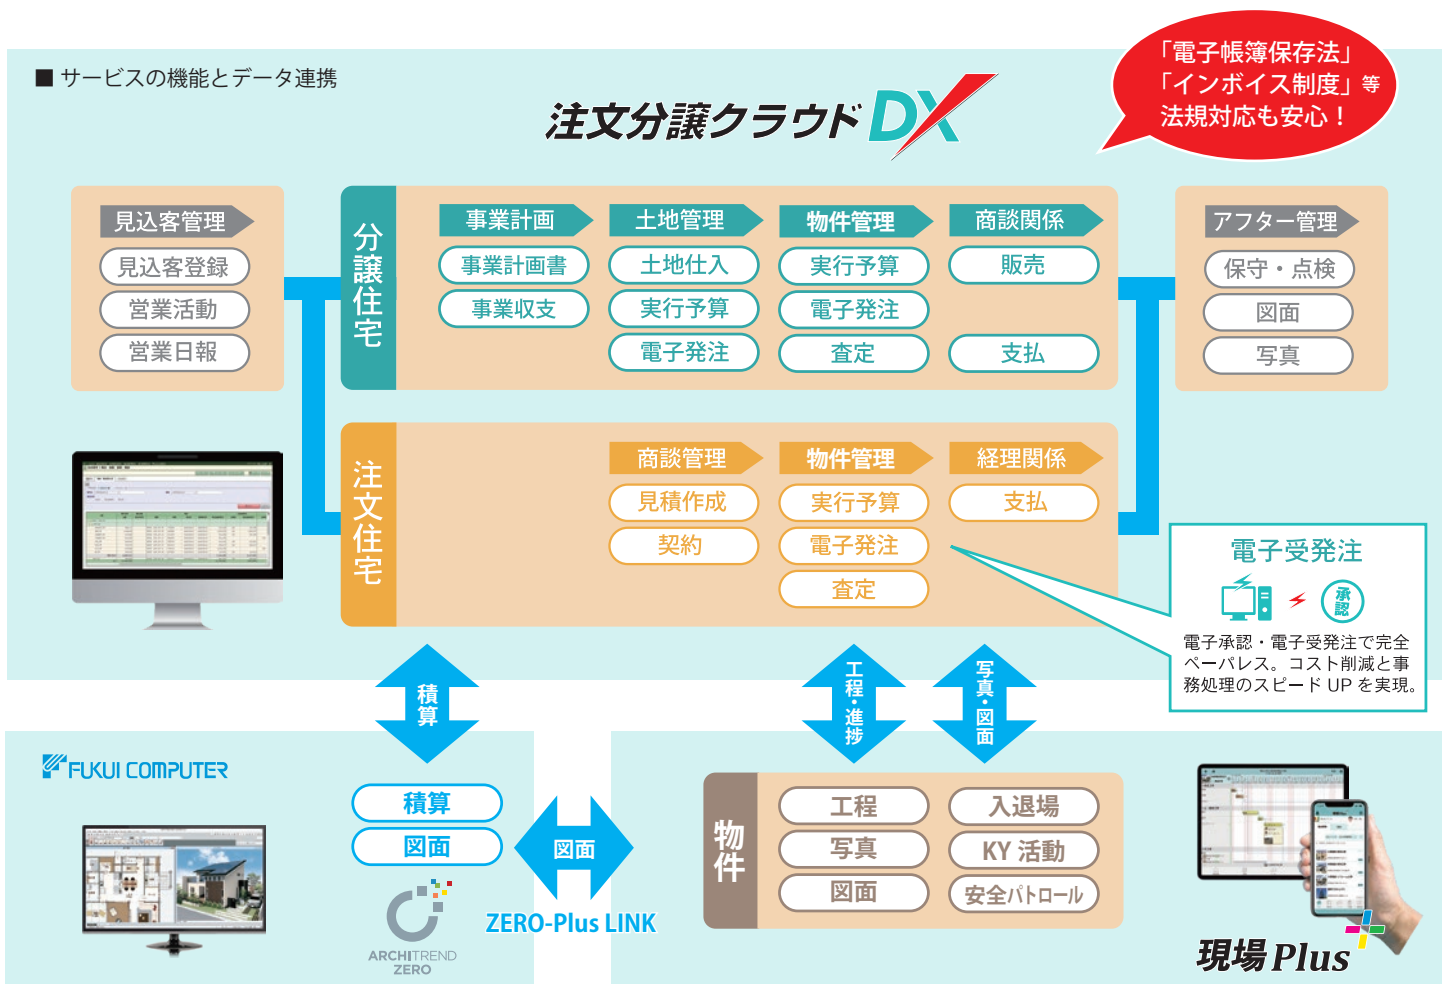 ■ サービスの機能とデータ連携
注文分譲クラウドDX
「電子帳簿保存法」
「インボイス制度」等
法規対応も安心！
見込客管理
見込客登録
営業活動
営業日報
分譲住宅
事業計画
事業計画書
事業収支
土地管理
土地仕入
実行予算
電子発注
物件管理
実行予算
電子発注
査定
商談関係
販売
支払
アフター管理
保守・点検
図面
写真
注文住宅
商談管理
見積作成
契約
物件管理
実行予算
電子発注
査定
経理関係
支払
電子受発注
承認
電子承認・電子受発注で完全
ペーパレス。コスト削減と事
務処理のスピード UP を実現。
積算
工程・進捗
写真・図面
FUKUI COMPUTER
積算
図面
ARCHITREND
ZERO
図面
ZERO-Plus LINK
物件
工程
写真
図面
入退場
KY 活動
安全パトロール
現場 Plus